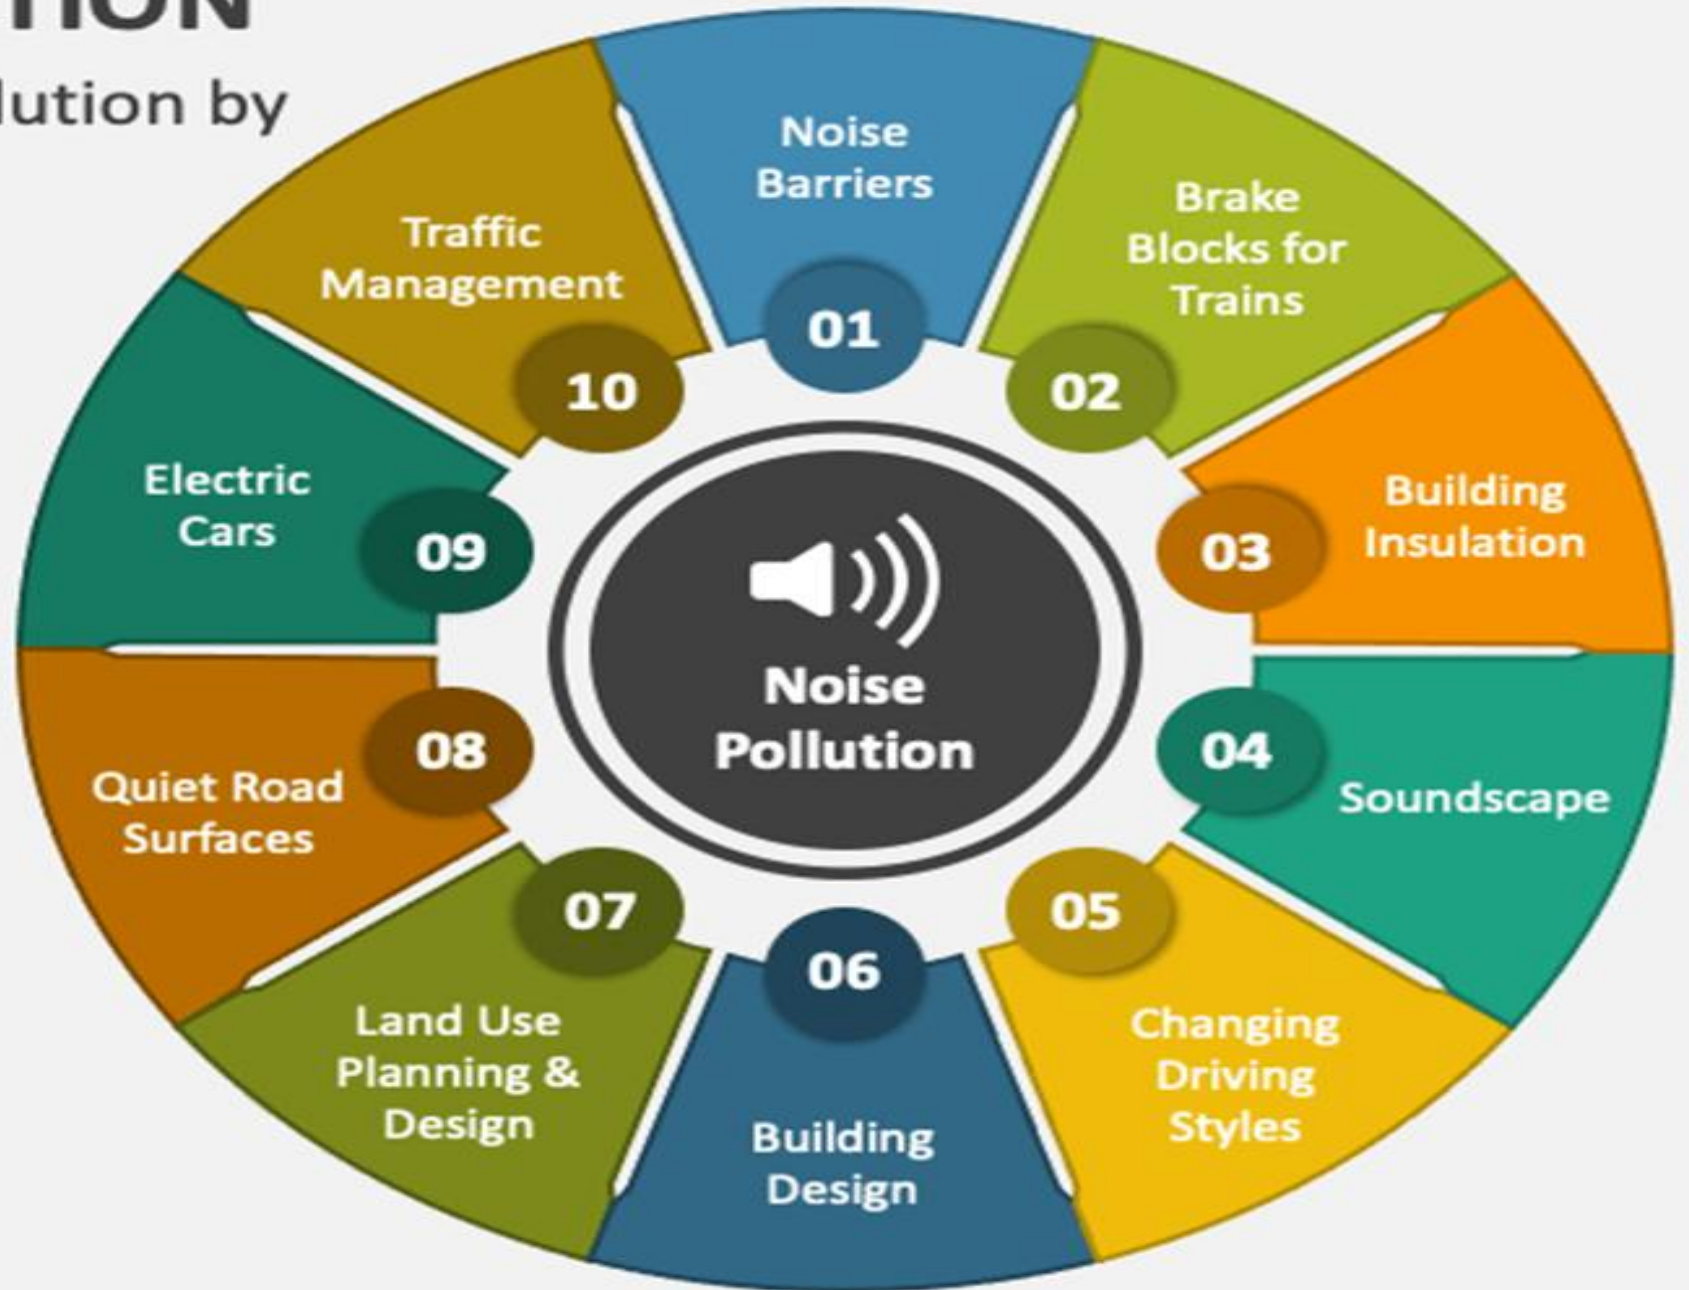 TION
lution by
Noise
Barriers
01
Brake
Blocks for
Trains
02
Building
Insulation
03
Soundscape
04
Changing
Driving
Styles
05
Building
Design
06
Land Use
Planning &
Design
07
Quiet Road
Surfaces
08
Electric
Cars
09
Traffic
Management
10
Noise
Pollution